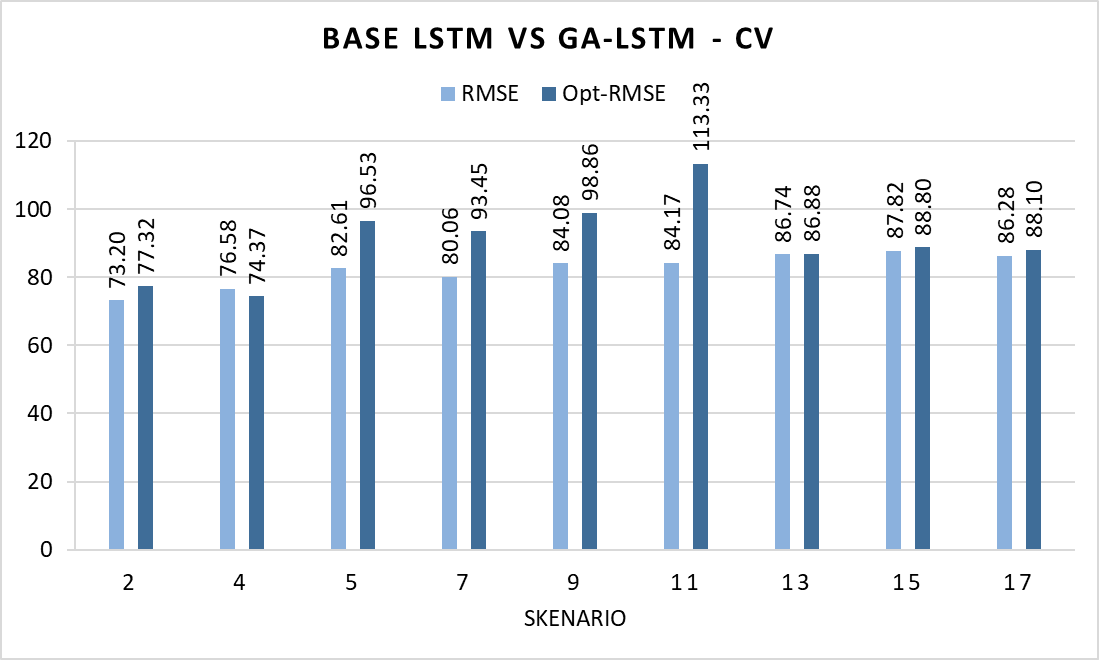 BASE LSTM VS GA-LSTM - CV
RMSE Opt-RMSE
120
100
80
60
40
20
0
73.20 77.32 76.58 74.37 82.61 96.53 80.06 93.45 84.08 98.86 84.17 113.33 86.74 86.88 87.82 88.80 86.28 88.10
2 4 5 7 9 11 13 15 17
SKENARIO